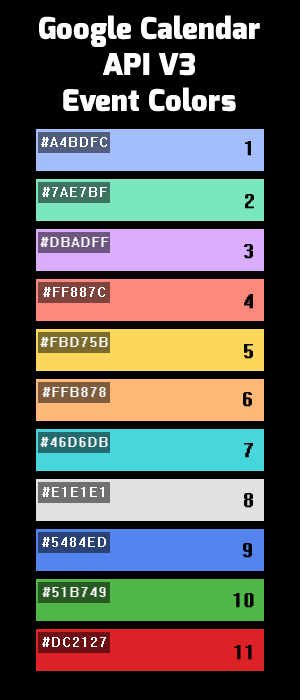 Google Calendar
API V3
Event Colors
#A4BDFC 1
#7AE7BF 2
#DBADFF 3
#FF887C 4
#FBD75B 5
#FFB878 6
#46D6DB 7
#E1E1E1 8
#5484ED 9
#51B749 10
#DC2127 11